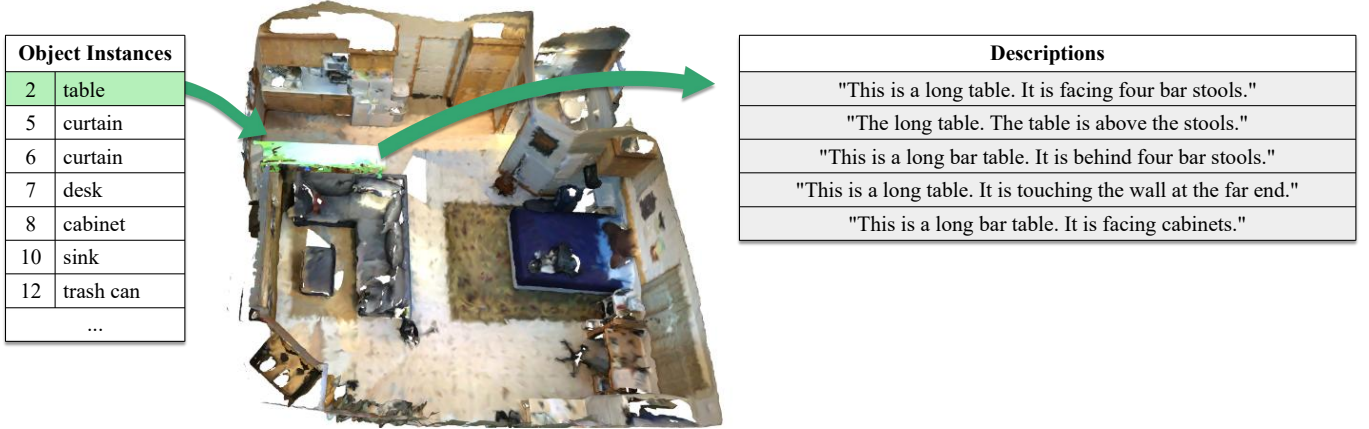 Object Instances
2 table
5 curtain
6 curtain
7 desk
8 cabinet
10 sink
12 trash can
...
Descriptions
"This is a long table. It is facing four bar stools."
"The long table. The table is above the stools."
"This is a long bar table. It is behind four bar stools."
"This is a long table. It is touching the wall at the far end."
"This is a long bar table. It is facing cabinets."